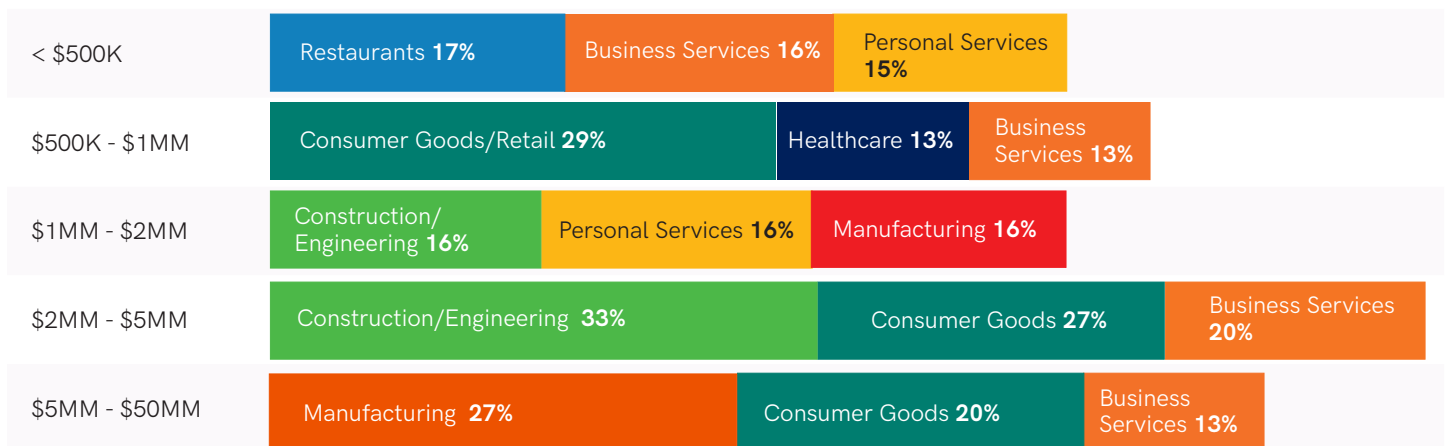 < $500K
Restaurants 17%
Business Services 16%
Personal Services
15%
$500K - $1MM
Consumer Goods/Retail 29%
Healthcare 13%
Business
Services 13%
$1MM - $2MM
Construction/
Engineering 16%
Personal Services 16%
Manufacturing 16%
$2MM - $5MM
Construction/Engineering 33%
Consumer Goods 27%
Business Services
20%
$5MM - $50MM
Manufacturing 27%
Consumer Goods 20%
Business
Services 13%